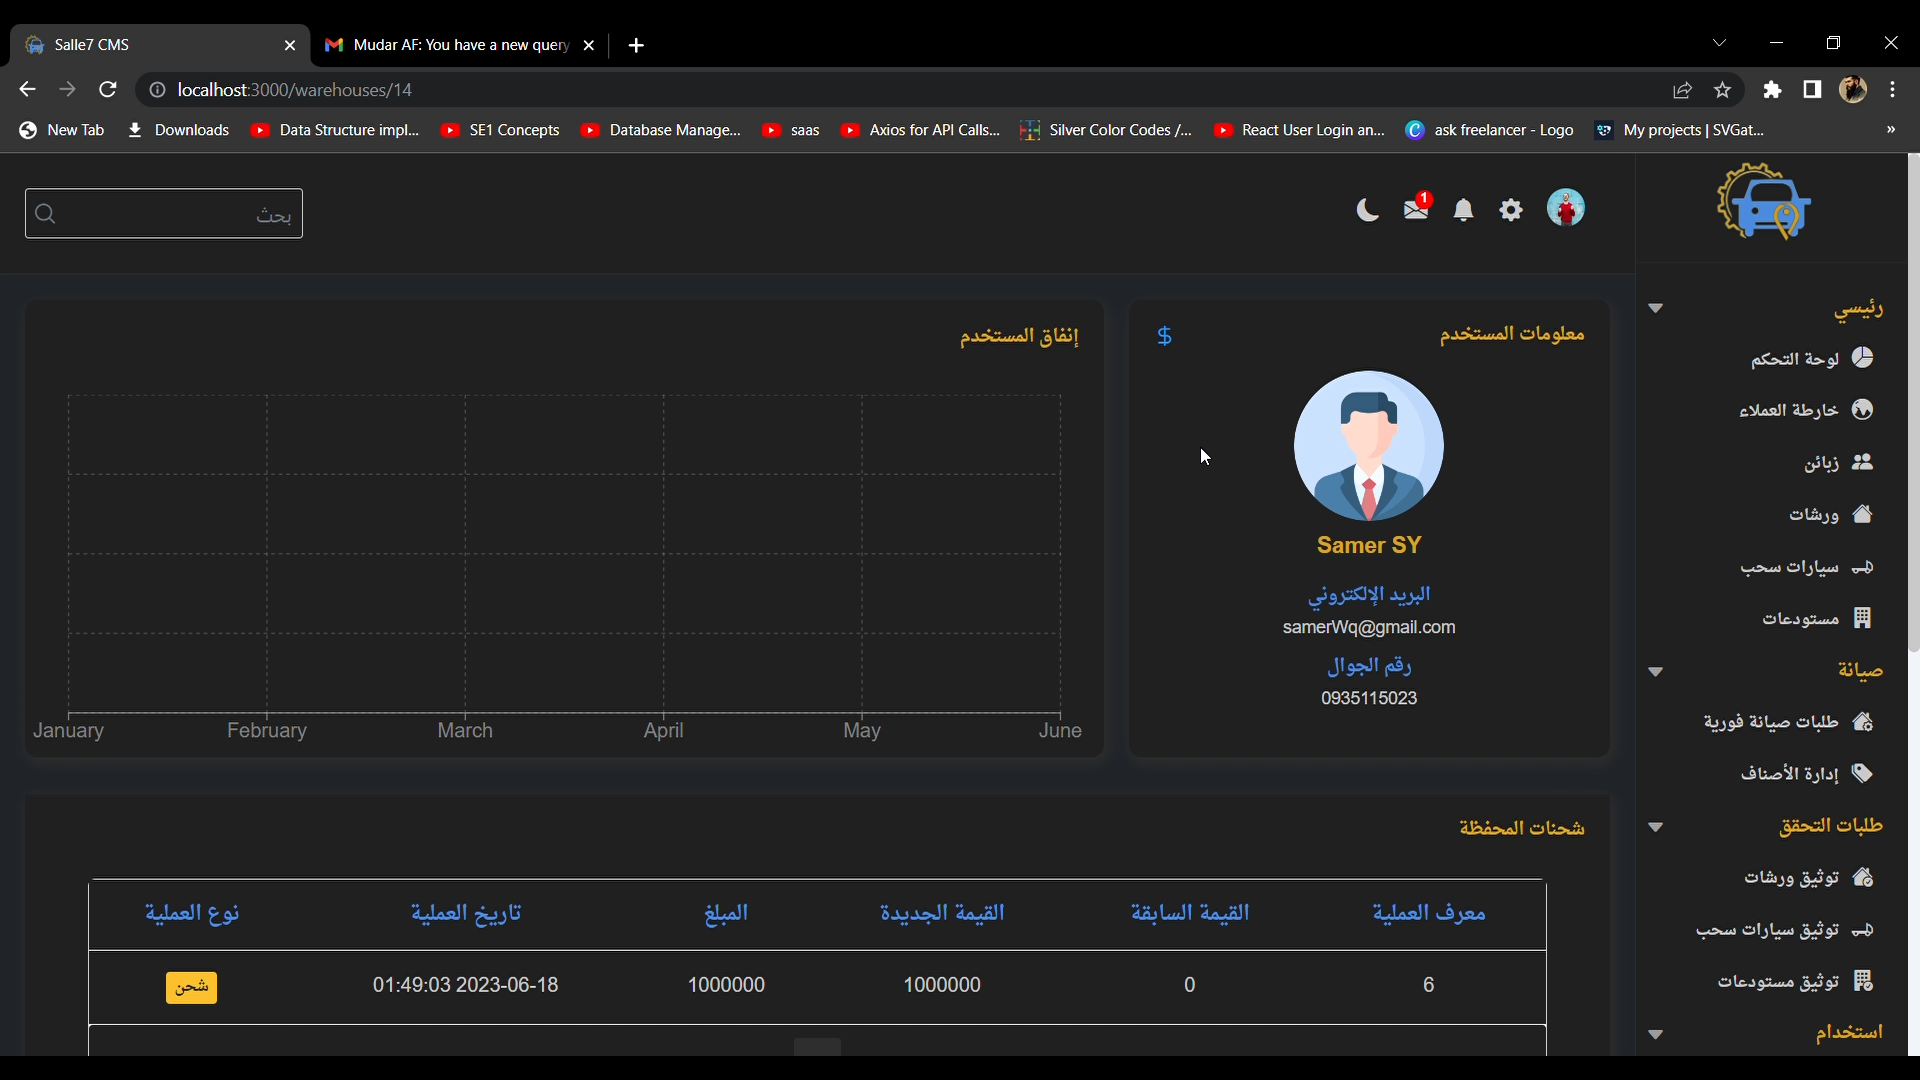 Salle7 CMS
Mudar AF: You have a new query
localhost:3000/warehouses/14
New Tab
Downloads
Data Structure impl...
SE1 Concepts
Database Manage...
saas
Axios for API Calls...
Silver Color Codes /...
React User Login an...
ask freelancer - Logo
My projects | SVGat...
»
بحث
1
رئيسي
لوحة التحكم
خارطة العملاء
زبائن
ورشات
سيارات سحب
مستودعات
صيانة
طلبات صيانة فورية
إدارة الأصناف
طلبات التحقق
توثيق ورشات
توثيق سيارات سحب
توثيق مستودعات
استخدام
معلومات المستخدم
$
Samer SY
البريد الإلكتروني
samerWq@gmail.com
رقم الجوال
0935115023
إنفاق المستخدم
January February March April May June
شحنات المحفظة
معرف العملية القيمة السابقة القيمة الجديدة المبلغ تاريخ العملية نوع العملية
6 0 1000000 1000000 01:49:03 2023-06-18 شحن